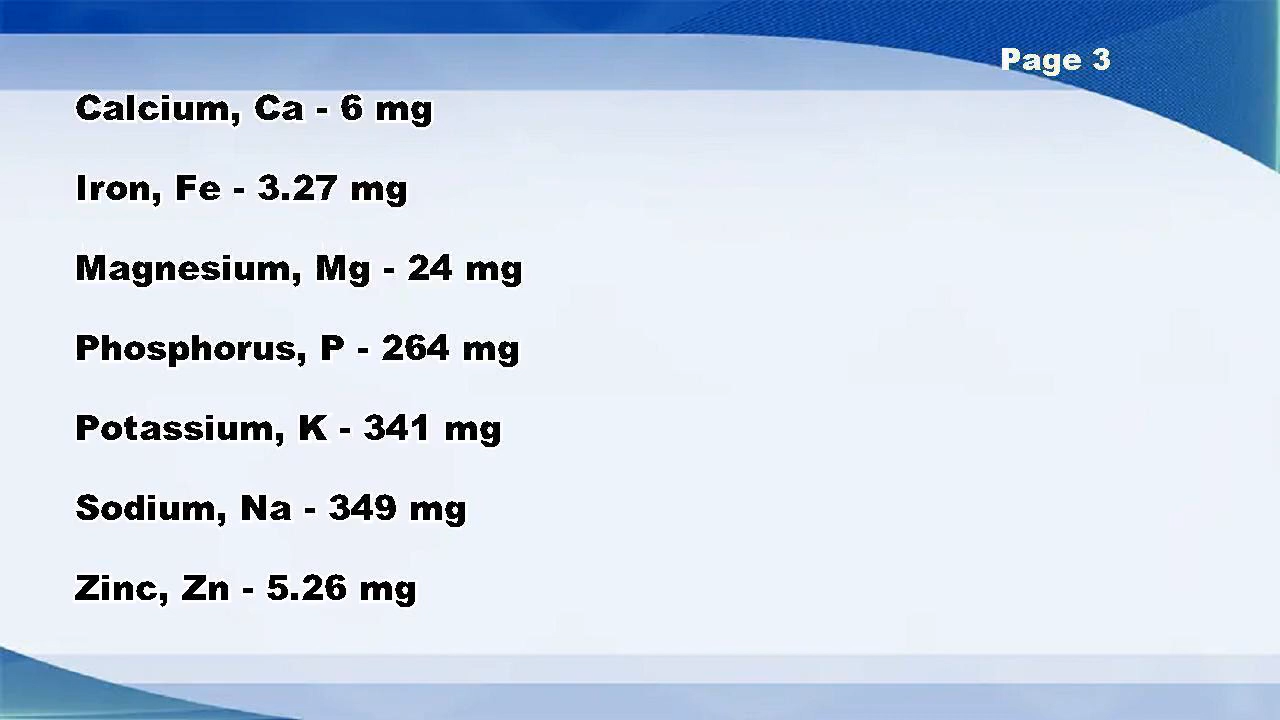 Page 3
Calcium, Ca - 6 mg
Iron, Fe - 3.27 mg
Magnesium, Mg - 24 mg
Phosphorus, P - 264 mg
Potassium, K - 341 mg
Sodium, Na - 349 mg
Zinc, Zn - 5.26 mg